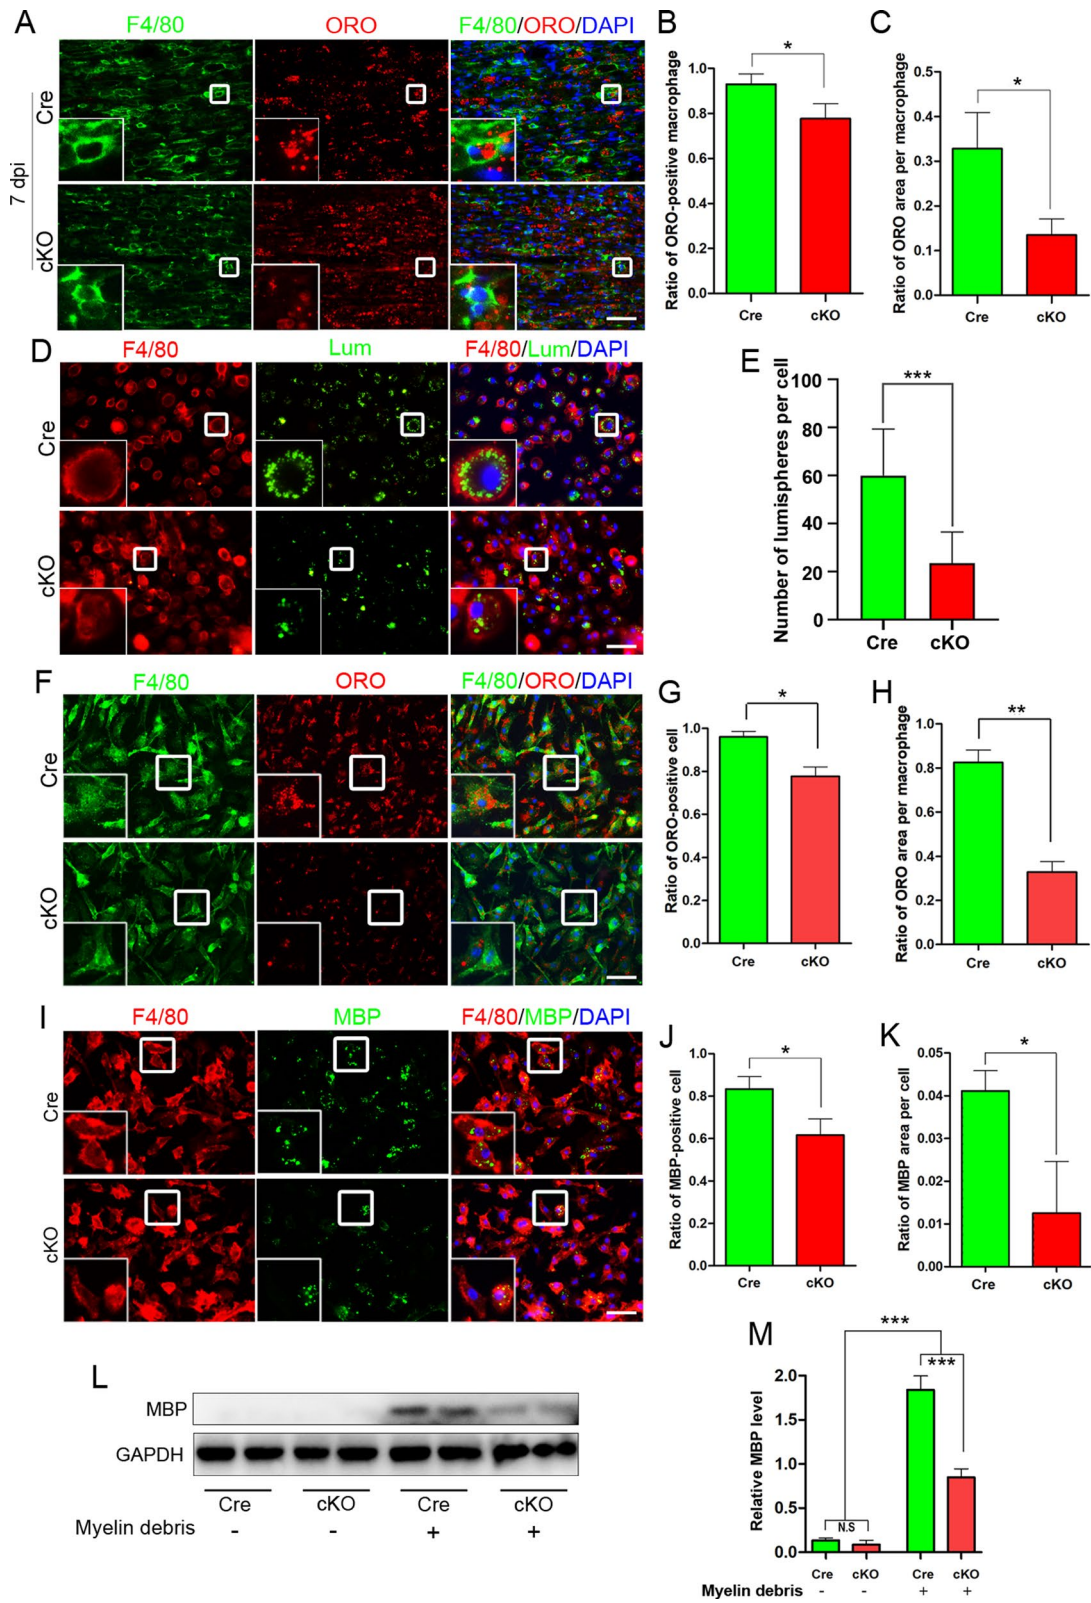 A
F4/80
ORO
F4/80/ORO/DAPI
7 dpi
Cre
cKO
B
Ratio of ORO-positive macrophage
1.0
0.8
0.6
0.4
0.2
0.0
*
Cre
cKO
C
Ratio of ORO area per macrophage
0.5
0.4
0.3
0.2
0.1
0.0
*
Cre
cKO
D
F4/80
Lum
F4/80/Lum/DAPI
Cre
cKO
E
Number of lumispheres per cell
100
80
60
40
20
0
***
Cre
cKO
F
F4/80
ORO
F4/80/ORO/DAPI
Cre
cKO
G
Ratio of ORO-positive cell
1.0
0.8
0.6
0.4
0.2
0.0
*
Cre
cKO
H
Ratio of ORO area per macrophage
1.0
0.8
0.6
0.4
0.2
0.0
**
Cre
cKO
I
F4/80
MBP
F4/80/MBP/DAPI
Cre
cKO
J
Ratio of MBP-positive cell
1.0
0.8
0.6
0.4
0.2
0.0
*
Cre
cKO
K
Ratio of MBP area per cell
0.05
0.04
0.03
0.02
0.01
0.00
*
Cre
cKO
L
MBP
GAPDH
Cre cKO Cre cKO
Myelin debris - - + +
M
Relative MBP level
2.0
1.5
1.0
0.5
0.0
***
***
N.S
Cre cKO Cre cKO
Myelin debris - - + +